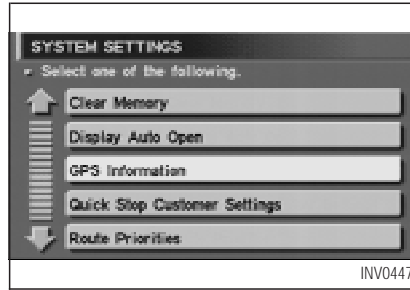 SYSTEM SETTINGS
Select one of the following.
Clear Memory
Display Auto Open
GPS Information
Quick Stop Customer Settings
Route Priorities
INV0447